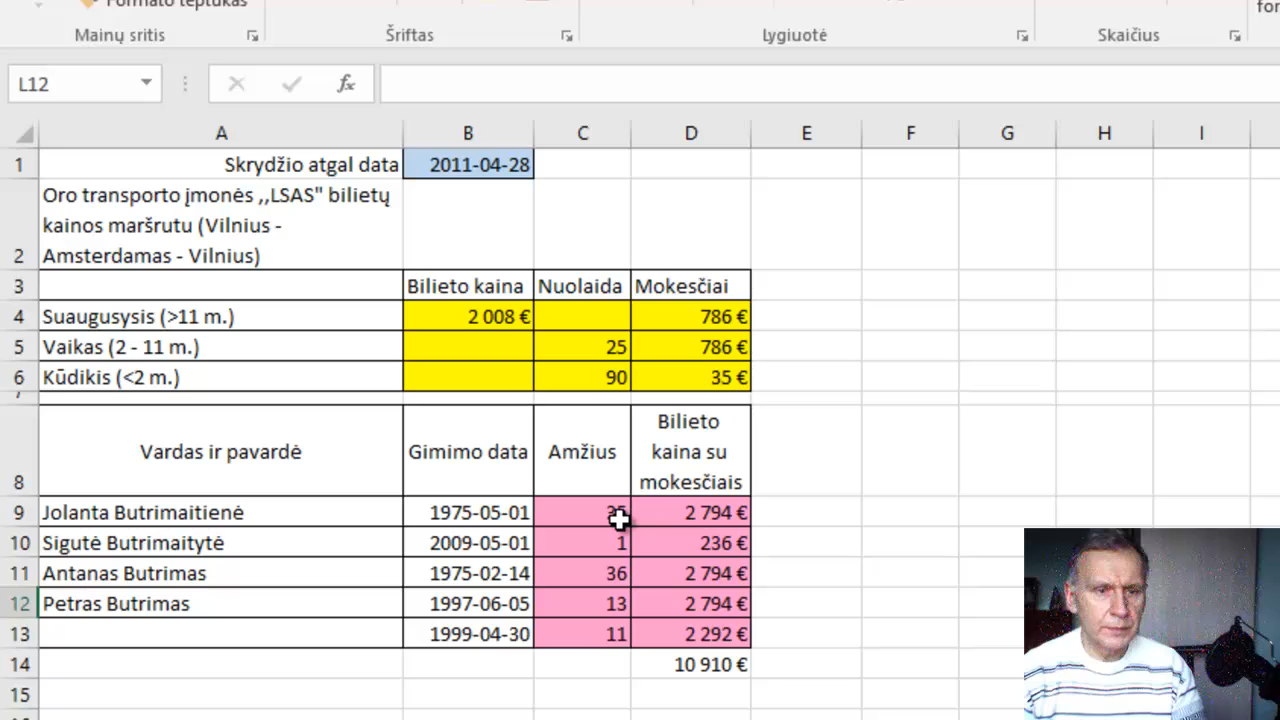 Formato teptukas
for
Mainų sritis Šriftas Lygiuotė Skaičius
L12 fx
A B C D E F G H I
1 Skrydžio atgal data 2011-04-28
Oro transporto įmonės ,,LSAS" bilietų
kainos maršrutu (Vilnius -
2 Amsterdamas - Vilnius)
3 Bilieto kaina Nuolaida Mokesčiai
4 Suaugusysis (>11 m.) 2 008 € 786 €
5 Vaikas (2 - 11 m.) 25 786 €
6 Kūdikis (<2 m.) 90 35 €
7
Bilieto
Vardas ir pavardė Gimimo data Amžius kaina su
8 mokesčiais
9 Jolanta Butrimaitienė 1975-05-01 2 794 €
10 Sigutė Butrimaitytė 2009-05-01 1 236 €
11 Antanas Butrimas 1975-02-14 36 2 794 €
12 Petras Butrimas 1997-06-05 13 2 794 €
13 1999-04-30 11 2 292 €
14 10 910 €
15